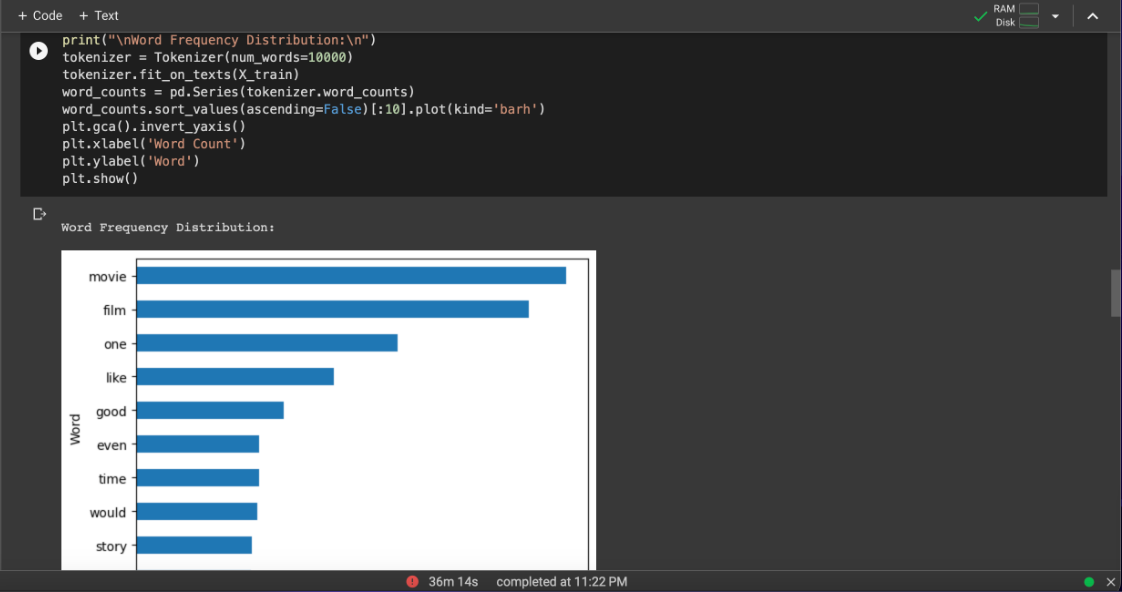 + Code + Text
RAM
Disk
print("\nWord Frequency Distribution:\n")
tokenizer = Tokenizer(num_words=10000)
tokenizer.fit_on_texts(X_train)
word_counts = pd.Series(tokenizer.word_counts)
word_counts.sort_values(ascending=False)[:10].plot(kind='barh')
plt.gca().invert_yaxis()
plt.xlabel('Word Count')
plt.ylabel('Word')
plt.show()
Word Frequency Distribution:
movie
film
one
like
good
Word
even
time
would
story
36m 14s completed at 11:22 PM